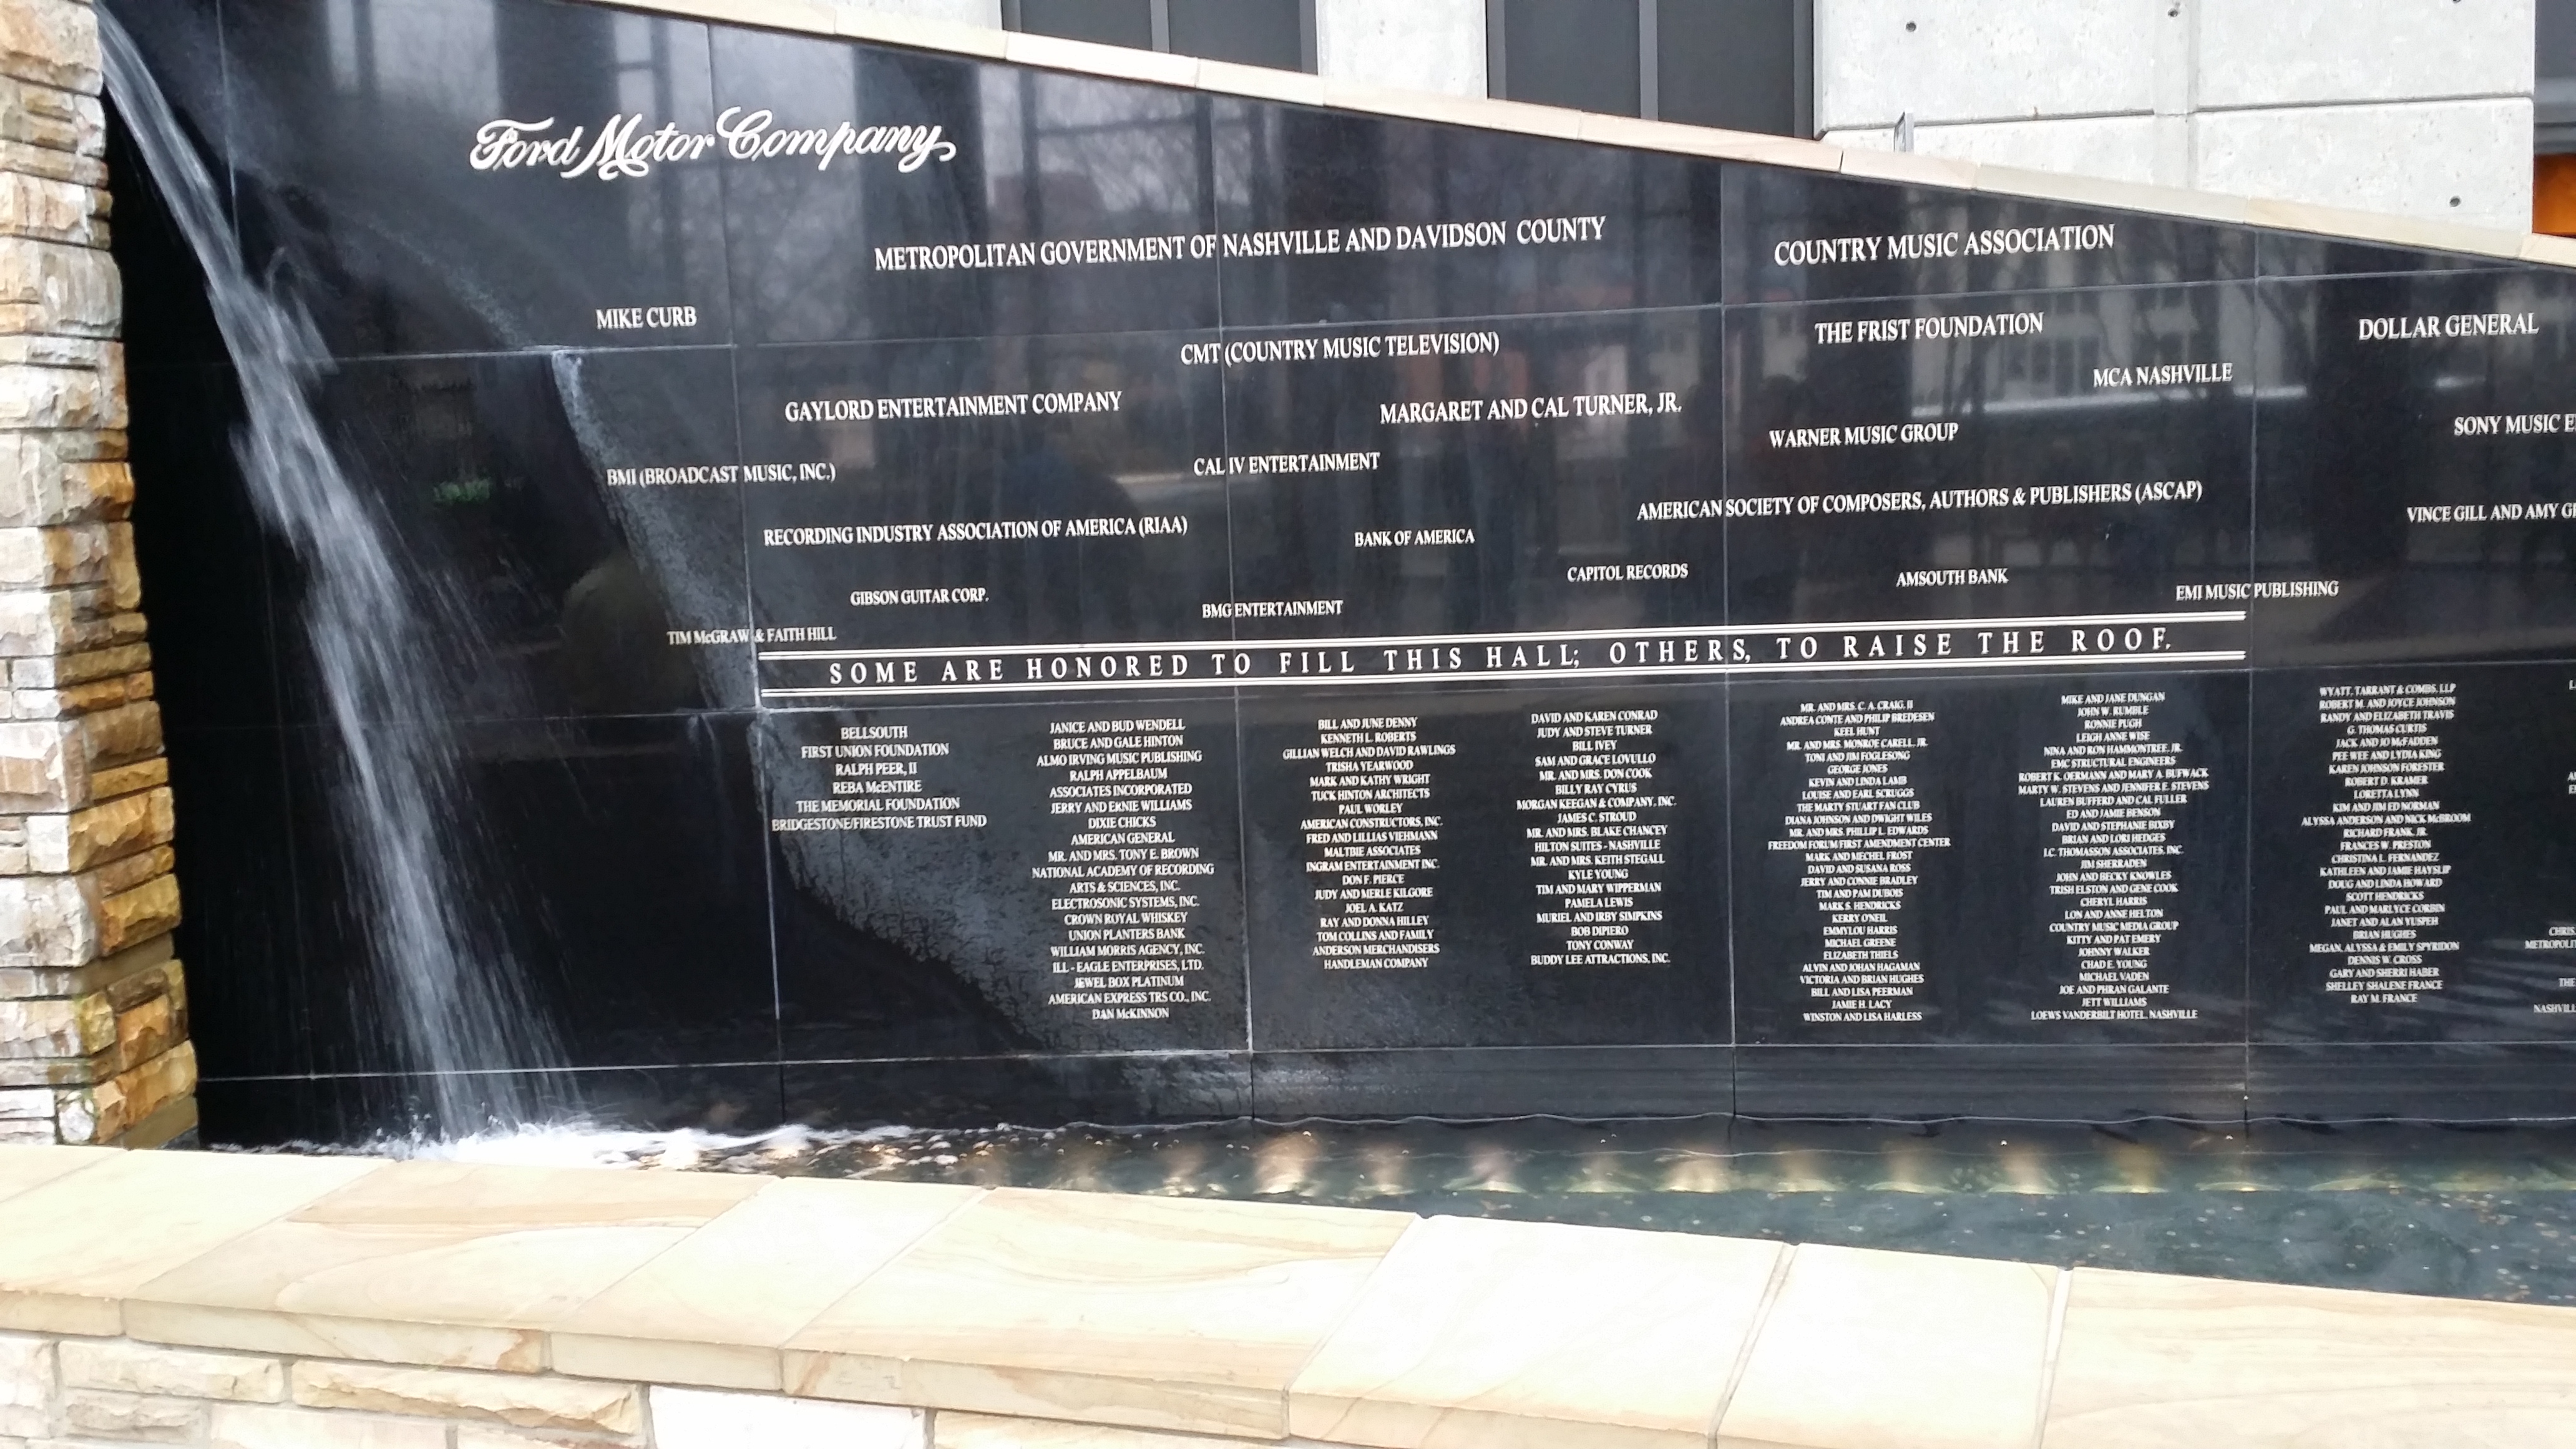 Ford Motor Company
METROPOLITAN GOVERNMENT OF NASHVILLE AND DAVIDSON COUNTY
COUNTRY MUSIC ASSOCIATION
MIKE CURB
CMT (COUNTRY MUSIC TELEVISION)
THE FRIST FOUNDATION
DOLLAR GENERAL
MCA NASHVILLE
GAYLORD ENTERTAINMENT COMPANY
MARGARET AND CAL TURNER, JR.
WARNER MUSIC GROUP
SONY MUSIC
BMI (BROADCAST MUSIC, INC.)
CAL IV ENTERTAINMENT
AMERICAN SOCIETY OF COMPOSERS, AUTHORS & PUBLISHERS (ASCAP)
VINCE GILL AND AMY
RECORDING INDUSTRY ASSOCIATION OF AMERICA (RIAA)
BANK OF AMERICA
CAPITOL RECORDS
AMSOUTH BANK
EMI MUSIC PUBLISHING
GIBSON GUITAR CORP.
BMG ENTERTAINMENT
TIM McGRAW & FAITH HILL
SOME ARE HONORED TO FILL THIS HALL; OTHERS, TO RAISE THE ROOF.
BELLSOUTH
FIRST UNION FOUNDATION
RALPH PEER, II
REBA McENTIRE
THE MEMORIAL FOUNDATION
BRIDGESTONE/FIRESTONE TRUST FUND
JANICE AND BUD WENDELL
BRUCE AND GALE HINTON
ALMO IRVING MUSIC PUBLISHING
RALPH APPELBAUM
ASSOCIATES INCORPORATED
JERRY AND ERNIE WILLIAMS
DIXIE CHICKS
AMERICAN GENERAL
MR. AND MRS. TONY E. BROWN
NATIONAL ACADEMY OF RECORDING
ARTS & SCIENCES, INC.
ELECTROSONIC SYSTEMS, INC.
CROWN ROYAL WHISKEY
UNION PLANTERS BANK
WILLIAM MORRIS AGENCY, INC.
ILL - EAGLE ENTERPRISES, LTD.
JEWEL BOX PLATINUM
AMERICAN EXPRESS TRS CO., INC.
DAN McKINNON
BILL AND JUNE DENNY
KENNETH L. ROBERTS
GILLIAN WELCH AND DAVID RAWLINGS
TRISHA YEARWOOD
MARK AND KATHY WRIGHT
TUCK HINTON ARCHITECTS
PAUL WORLEY
AMERICAN CONSTRUCTORS, INC.
FRED AND LILLIAS VIEHMANN
MALTBIE ASSOCIATES
INGRAM ENTERTAINMENT INC.
DON F. PIERCE
JUDY AND MERLE KILGORE
JOEL A. KATZ
RAY AND DONNA HILLEY
TOM COLLINS AND FAMILY
ANDERSON MERCHANDISERS
HANDLEMAN COMPANY
DAVID AND KAREN CONRAD
JUDY AND STEVE TURNER
BILL IVEY
SAM AND GRACE LOVULLO
MR. AND MRS. DON COOK
BILLY RAY CYRUS
MORGAN KEEGAN & COMPANY, INC.
JAMES C. STROUD
MR. AND MRS. BLAKE CHANCEY
HILTON SUITES - NASHVILLE
MR. AND MRS. KEITH STEGALL
KYLE YOUNG
TIM AND MARY WIPPERMAN
PAMELA LEWIS
MURIEL AND IRBY SIMPKINS
BOB DIPIERO
TONY CONWAY
BUDDY LEE ATTRACTIONS, INC.
MR. AND MRS. C. A. CRAIG, II
ANDREA CONTE AND PHILIP BREDESEN
KEEL HUNT
MR. AND MRS. MONROE CARELL, JR.
TONI AND JIM FOGLESONG
GEORGE JONES
KEVIN AND LINDA LAMB
LOUISE AND EARL SCRUGGS
THE MARTY STUART FAN CLUB
DIANA JOHNSON AND DWIGHT WILES
MR. AND MRS. PHILLIP L. EDWARDS
FREEDOM FORUM FIRST AMENDMENT CENTER
MARK AND MECHEL FROST
DAVID AND SUSANA ROSS
JERRY AND CONNIE BRADLEY
TIM AND PAM DUBOIS
MARK S. HENDRICKS
KERRY O'NEIL
EMMYLOU HARRIS
MICHAEL GREENE
ELIZABETH THIELS
ALVIN AND JOHAN HAGAMAN
VICTORIA AND BRIAN HUGHES
BILL AND LISA PEERMAN
JAMIE H. LACY
WINSTON AND LISA HARLESS
MIKE AND JANE DUNGAN
JOHN W. RUMBLE
RONNIE PUGH
LEIGH ANNE WISE
NINA AND RON HAMMONTREE, JR.
EMC STRUCTURAL ENGINEERS
ROBERT K. OERMANN AND MARY A. BUFWACK
MARTY W. STEVENS AND JENNIFER E. STEVENS
LAUREN BUFFERD AND CAL FULLER
ED AND JAMIE BENSON
DAVID AND STEPHANIE BIXBY
BRIAN AND LORI HEDGES
I.C. THOMASSON ASSOCIATES, INC.
JIM SHERRADEN
JOHN AND BECKY KNOWLES
TRISH ELSTON AND GENE COOK
CHERYL HARRIS
LON AND ANNE HELTON
COUNTRY MUSIC MEDIA GROUP
KITTY AND PAT EMERY
JOHNNY WALKER
CHAD E. YOUNG
MICHAEL VADEN
JOE AND PHRAN GALANTE
JETT WILLIAMS
LOEWS VANDERBILT HOTEL, NASHVILLE
WYATT, TARRANT & COMBS, LLP
ROBERT M. AND JOYCE JOHNSON
RANDY AND ELIZABETH TRAVIS
G. THOMAS CURTIS
JACK AND JO McFADDEN
PEE WEE AND LYDIA KING
KAREN JOHNSON FORESTER
ROBERT D. KRAMER
LORETTA LYNN
KIM AND JIM ED NORMAN
ALYSSA ANDERSON AND NICK McBROOM
RICHARD FRANK, JR.
FRANCES W. PRESTON
CHRISTINA L. FERNANDEZ
KATHLEEN AND JAMIE HAYSLIP
DOUG AND LINDA HOWARD
SCOTT HENDRICKS
PAUL AND MARLYCE CORBIN
JANET AND ALAN YUSPEH
BRIAN HUGHES
MEGAN, ALYSSA & EMILY SPYRIDON
DENNIS W. CROSS
GARY AND SHERRI HABER
SHELLEY SHALENE FRANCE
RAY M. FRANCE
CHRIS
THE